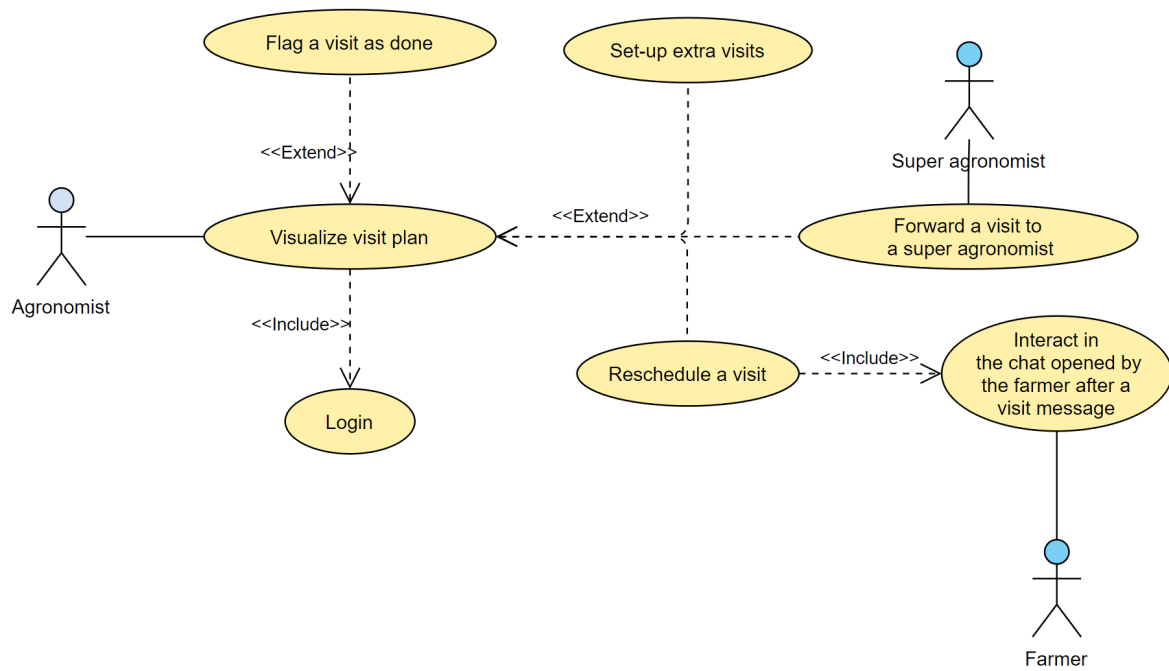 Flag a visit as done
Set-up extra visits
Super agronomist
<<Extend>>
Visualize visit plan
<<Extend>>
Forward a visit to
a super agronomist
Agronomist
<<Include>>
Reschedule a visit
<<Include>>
Interact in
the chat opened by
the farmer after a
visit message
Login
Farmer